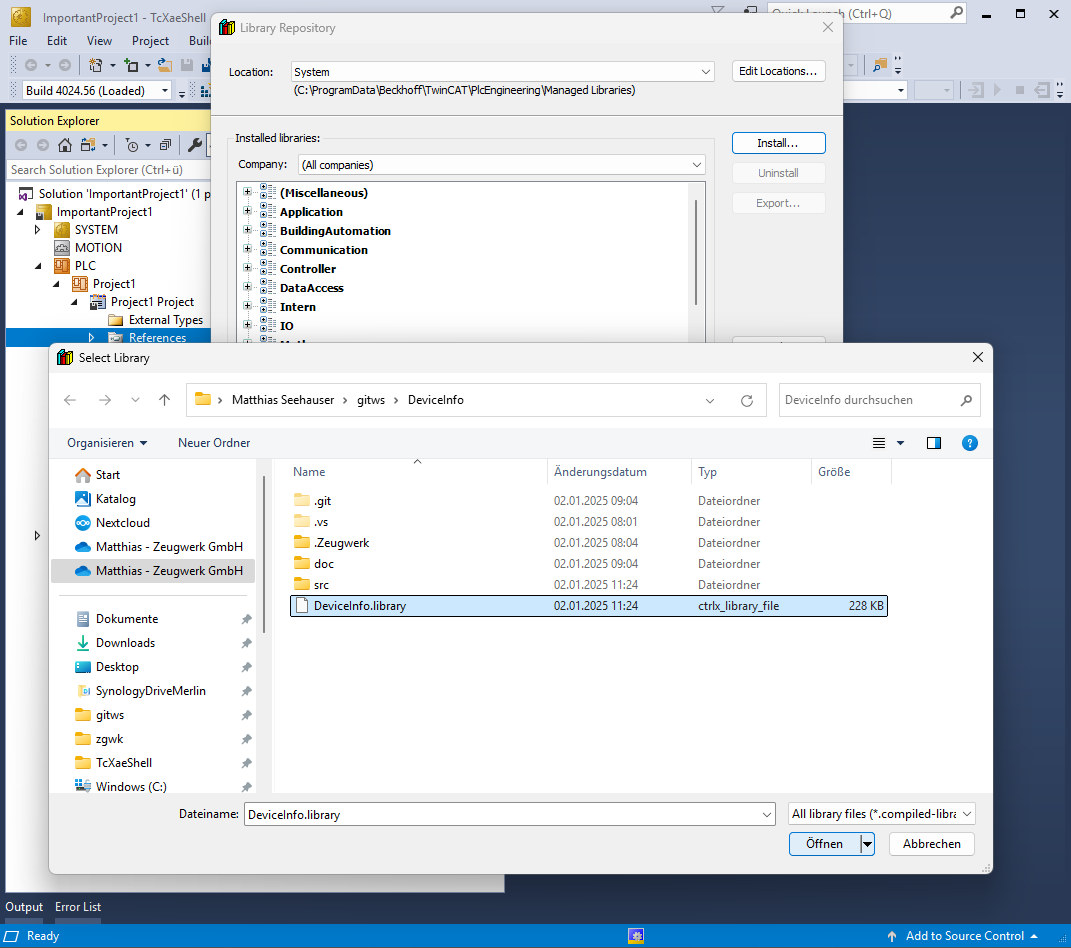 ImportantProject1 - TcXaeShell
Quick Launch (Ctrl+Q)
File Edit View Project Buil
Build 4024.56 (Loaded)
Library Repository
Location: System Edit Locations...
(C:\ProgramData\Beckhoff\TwinCAT\PlcEngineering\Managed Libraries)
Installed libraries:
Company: (All companies)
Install...
Uninstall
Export...
(Miscellaneous)
Application
BuildingAutomation
Communication
Controller
DataAccess
Intern
IO
Solution Explorer
Search Solution Explorer (Ctrl+ü)
Solution 'ImportantProject1' (1 p
ImportantProject1
SYSTEM
MOTION
PLC
Project1
Project1 Project
External Types
References
Select Library
Matthias Seehauser › gitws › DeviceInfo
DeviceInfo durchsuchen
Organisieren Neuer Ordner
Start
Katalog
Nextcloud
Matthias - Zeugwerk GmbH
Matthias - Zeugwerk GmbH
Dokumente
Downloads
Desktop
SynologyDriveMerlin
gitws
zgwk
TcXaeShell
Windows (C:)
Name Änderungsdatum Typ Größe
.git 02.01.2025 09:04 Dateiordner
.vs 02.01.2025 08:01 Dateiordner
.Zeugwerk 02.01.2025 08:04 Dateiordner
doc 02.01.2025 09:04 Dateiordner
src 02.01.2025 11:24 Dateiordner
DeviceInfo.library 02.01.2025 11:24 ctrlx_library_file 228 KB
Dateiname: DeviceInfo.library All library files (*.compiled-libra
Öffnen Abbrechen
Output Error List
Ready Add to Source Control